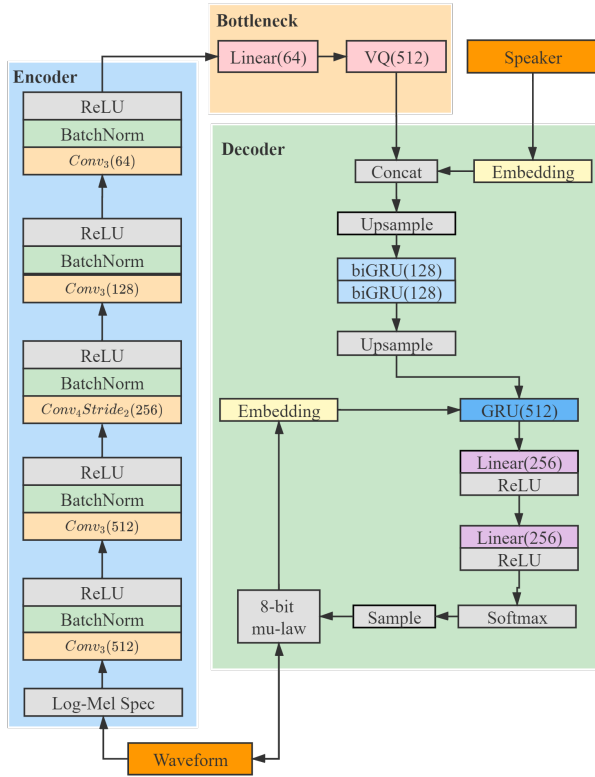 Bottleneck
Linear(64)
VQ(512)
Speaker
Encoder
ReLU
BatchNorm
Conv₃(64)
ReLU
BatchNorm
Conv₃(128)
ReLU
BatchNorm
Conv₄Stride₂(256)
ReLU
BatchNorm
Conv₃(512)
ReLU
BatchNorm
Conv₃(512)
Log-Mel Spec
Waveform
Decoder
Concat
Embedding
Upsample
biGRU(128)
biGRU(128)
Upsample
Embedding
GRU(512)
Linear(256)
ReLU
Linear(256)
ReLU
8-bit
mu-law
Sample
Softmax